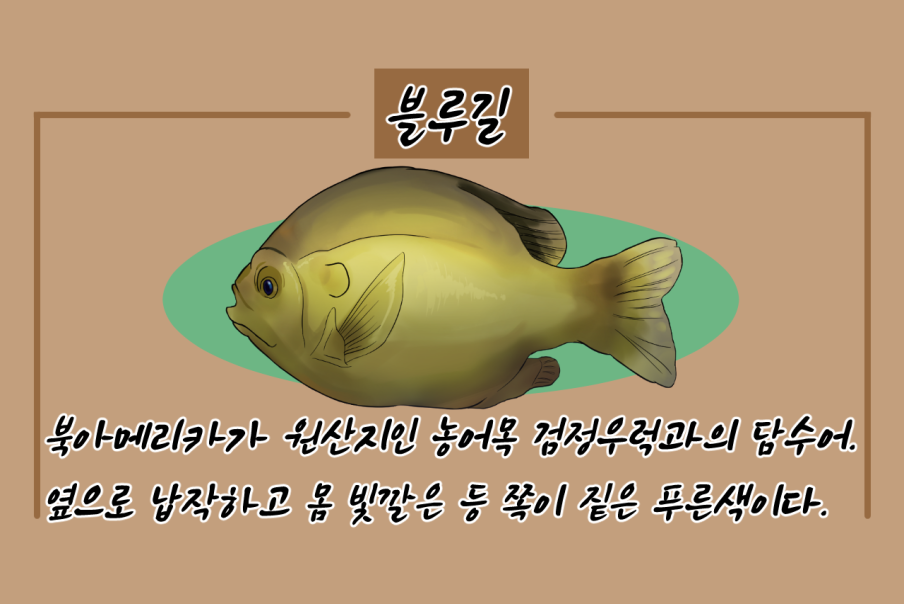 블루길
북아메리카가 원산지인 농어목 검정우럭과의 담수어.
옆으로 납작하고 몸 빛깔은 등 쪽이 짙은 푸른색이다.